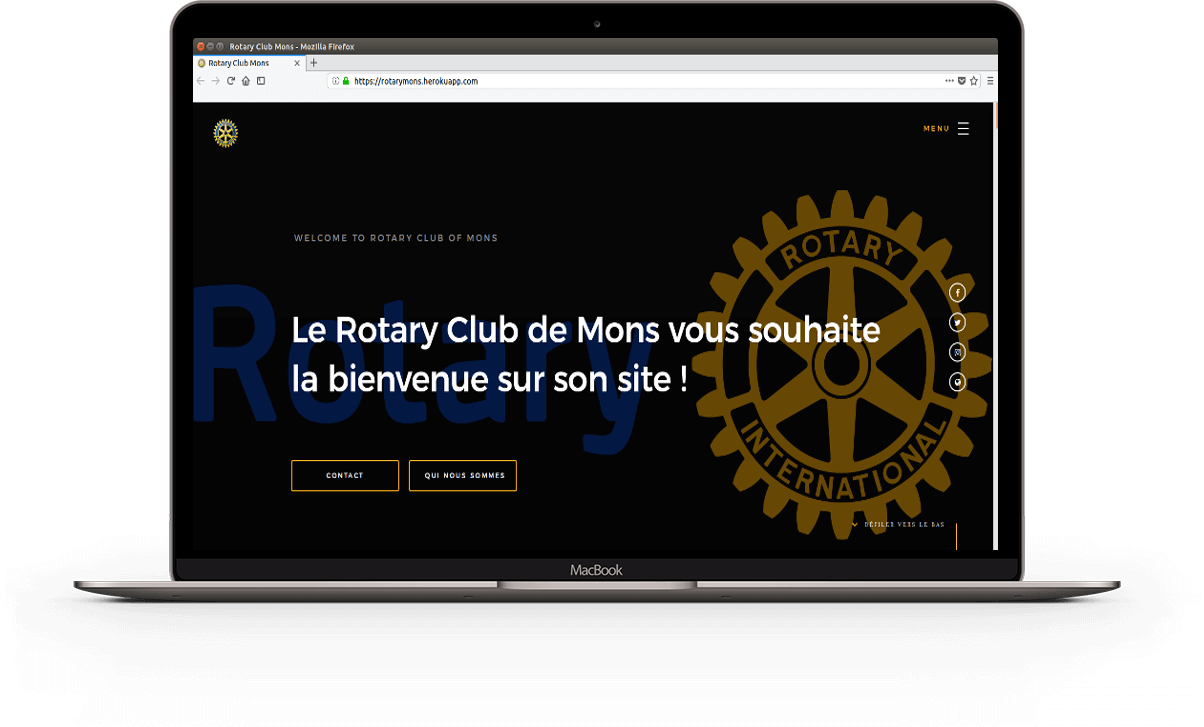 Rotary Club Mons - Mozilla Firefox
Rotary Club Mons
https://rotarymons.herokuapp.com
MENU
WELCOME TO ROTARY CLUB OF MONS
ROTARY
INTERNATIONAL
Rotary
Le Rotary Club de Mons vous souhaite
la bienvenue sur son site !
CONTACT
QUI NOUS SOMMES
DÉFILER VERS LE BAS
MacBook